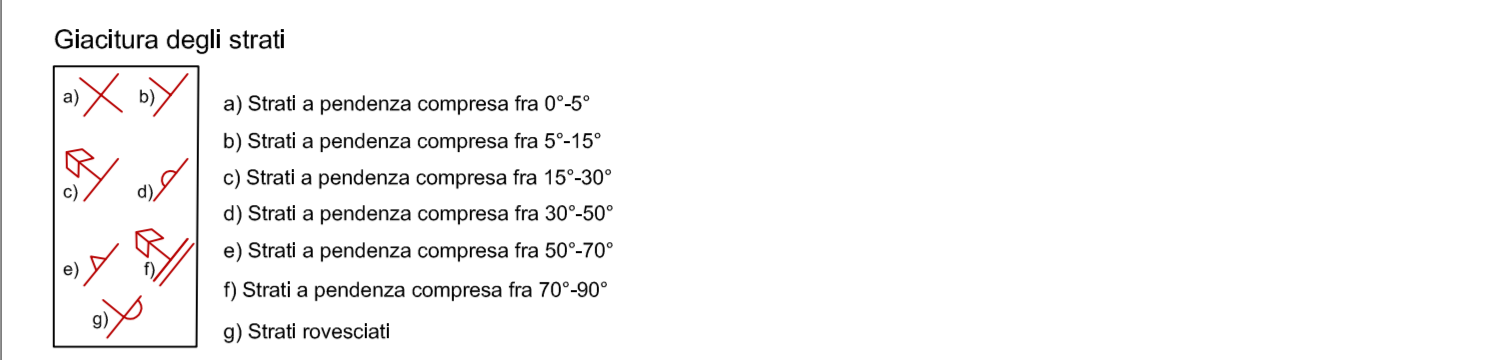 Giacitura degli strati
a) b)
c) d)
e) f)
g)
a) Strati a pendenza compresa fra 0°-5°
b) Strati a pendenza compresa fra 5°-15°
c) Strati a pendenza compresa fra 15°-30°
d) Strati a pendenza compresa fra 30°-50°
e) Strati a pendenza compresa fra 50°-70°
f) Strati a pendenza compresa fra 70°-90°
g) Strati rovesciati